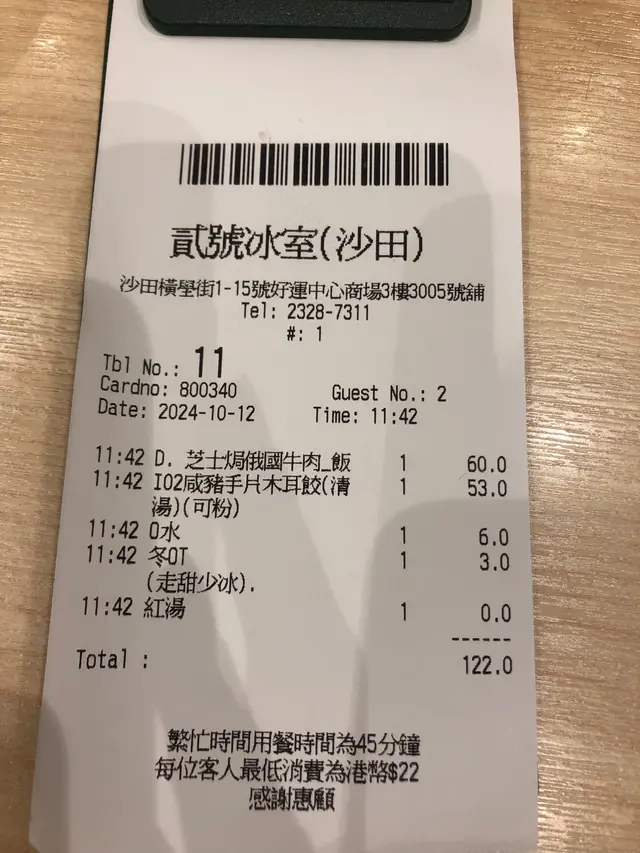 貳號冰室(沙田)
沙田橫壆街1-15號好運中心商場3樓3005號舖
Tel: 2328-7311
#: 1
Tbl No.: 11
Cardno: 800340 Guest No.: 2
Date: 2024-10-12 Time: 11:42
11:42 D. 芝士焗俄國牛肉_飯 1 60.0
11:42 I02咸豬手片木耳餃(清 1 53.0
湯)(可粉)
11:42 O水 1 6.0
11:42 冬OT 1 3.0
(走甜少冰).
11:42 紅湯 1 0.0
------
Total : 122.0
繁忙時間用餐時間為45分鐘
每位客人最低消費為港幣$22
感謝惠顧